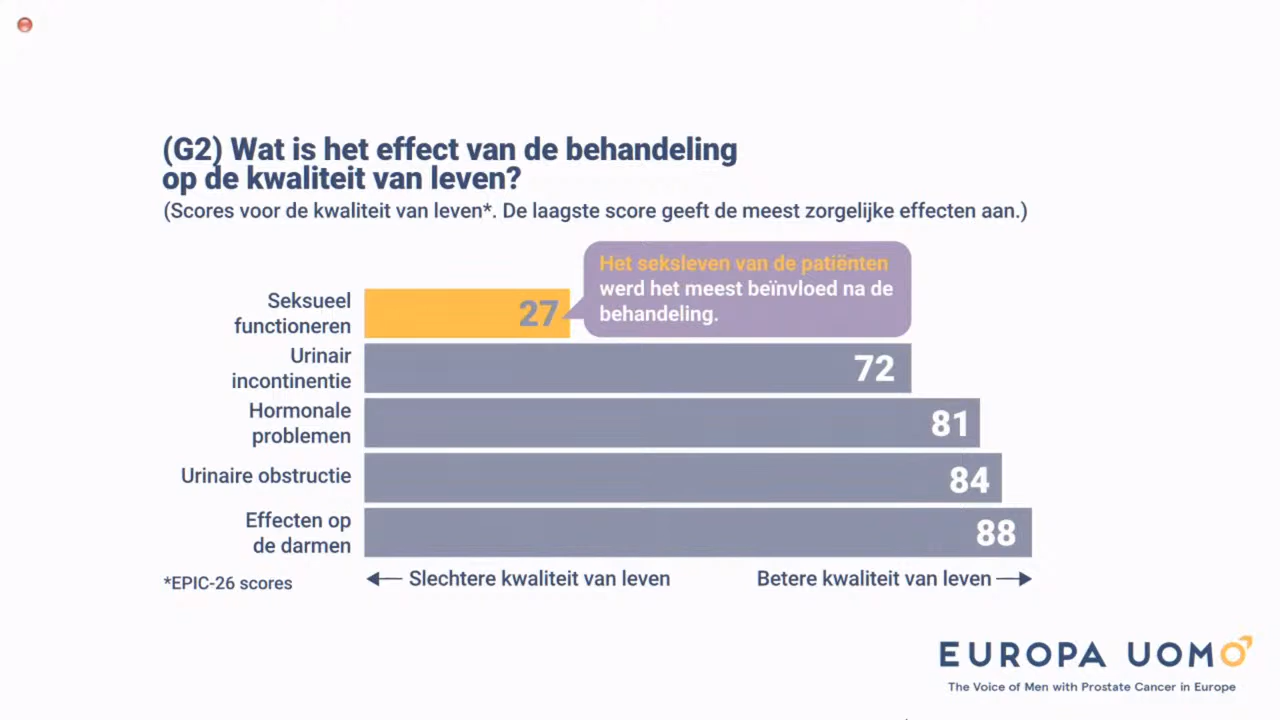 (G2) Wat is het effect van de behandeling
op de kwaliteit van leven?
(Scores voor de kwaliteit van leven*. De laagste score geeft de meest zorgelijke effecten aan.)
Het seksleven van de patiënten
werd het meest beïnvloed na de
behandeling.
Seksueel
functioneren
27
Urinair
incontinentie
72
Hormonale
problemen
81
Urinaire obstructie
84
Effecten op
de darmen
88
*EPIC-26 scores
Slechtere kwaliteit van leven
Betere kwaliteit van leven
EUROPA UOMO
The Voice of Men with Prostate Cancer in Europe